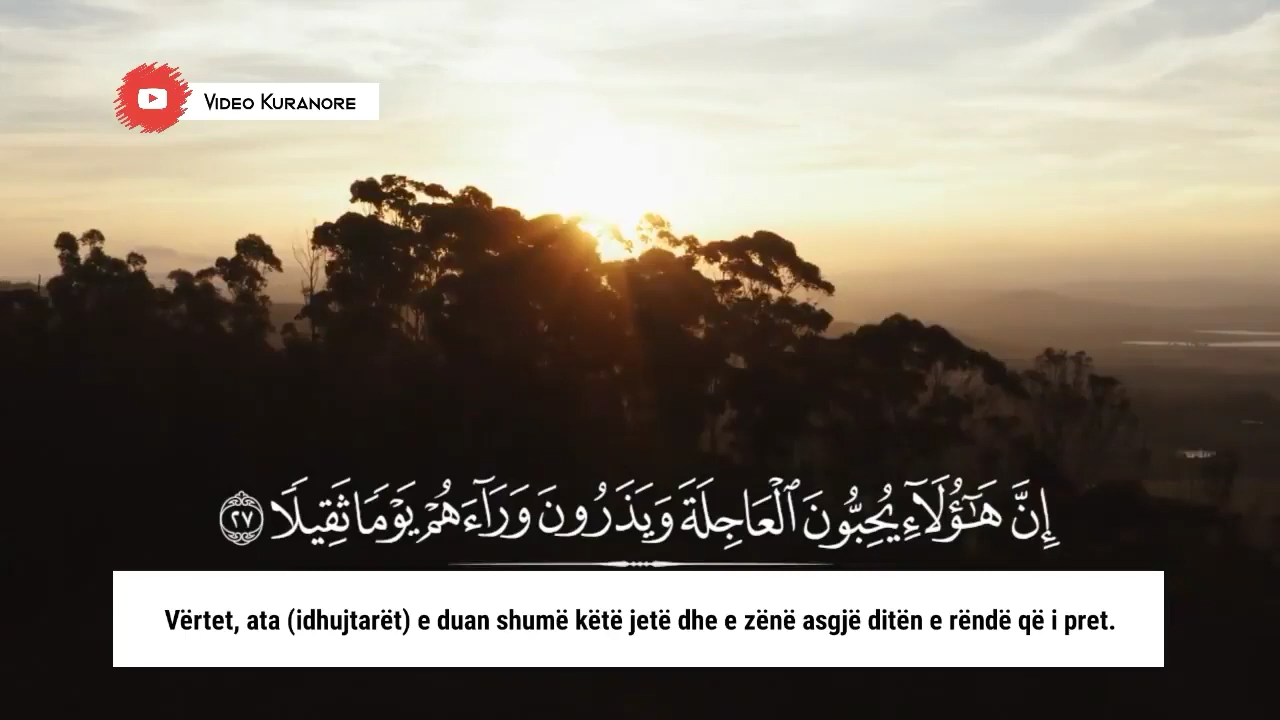 VIDEO KURANORE
إِنَّ هَٰٓؤُلَآءِ يُحِبُّونَ ٱلْعَاجِلَةَ وَيَذَرُونَ وَرَآءَهُمْ يَوْمًا ثَقِيلًا ٢٧
Vërtet, ata (idhujtarët) e duan shumë këtë jetë dhe e zënë asgjë ditën e rëndë që i pret.